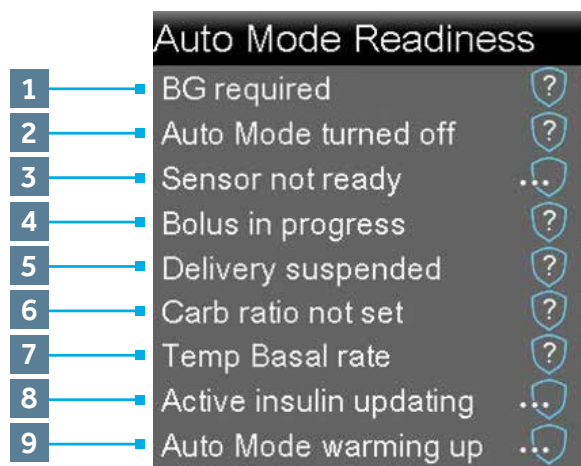 Auto Mode Readiness
1 BG required ?
2 Auto Mode turned off ?
3 Sensor not ready ...
4 Bolus in progress ?
5 Delivery suspended ?
6 Carb ratio not set ?
7 Temp Basal rate ?
8 Active insulin updating ...
9 Auto Mode warming up ...